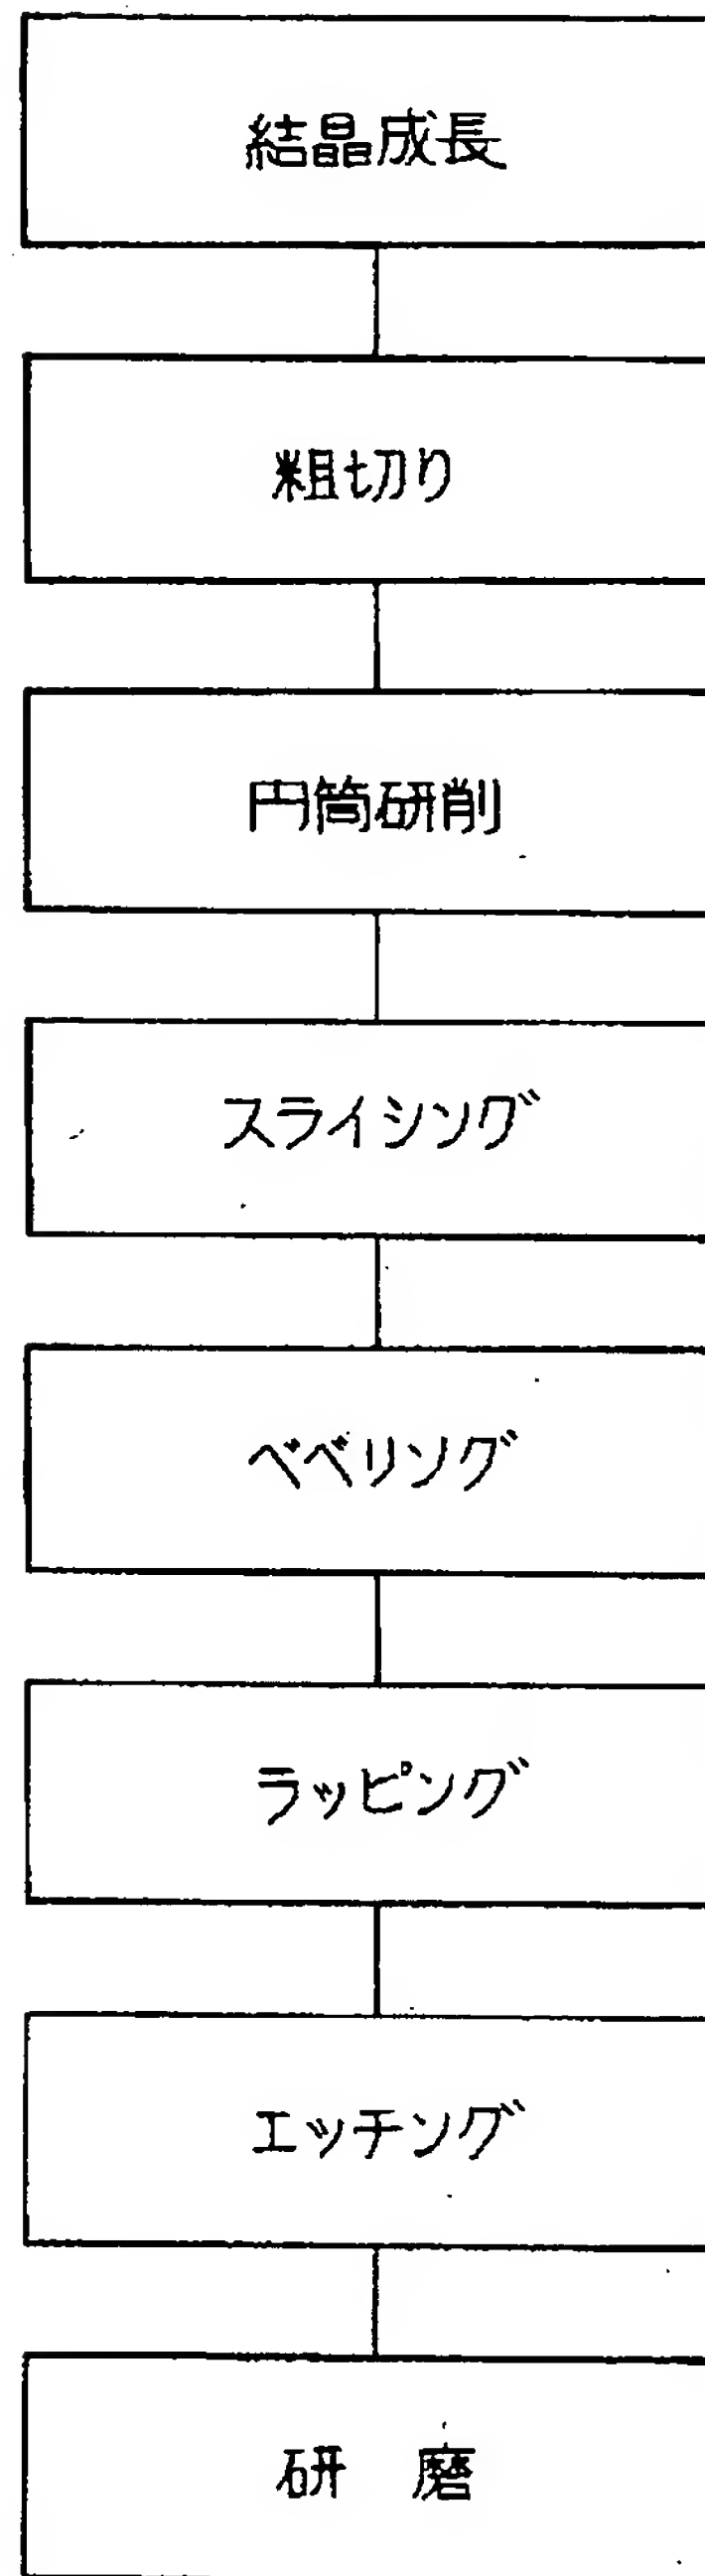 結晶成長
粗切り
円筒研削
スライシング
ベベリング
ラッピング
エッチング
研 磨